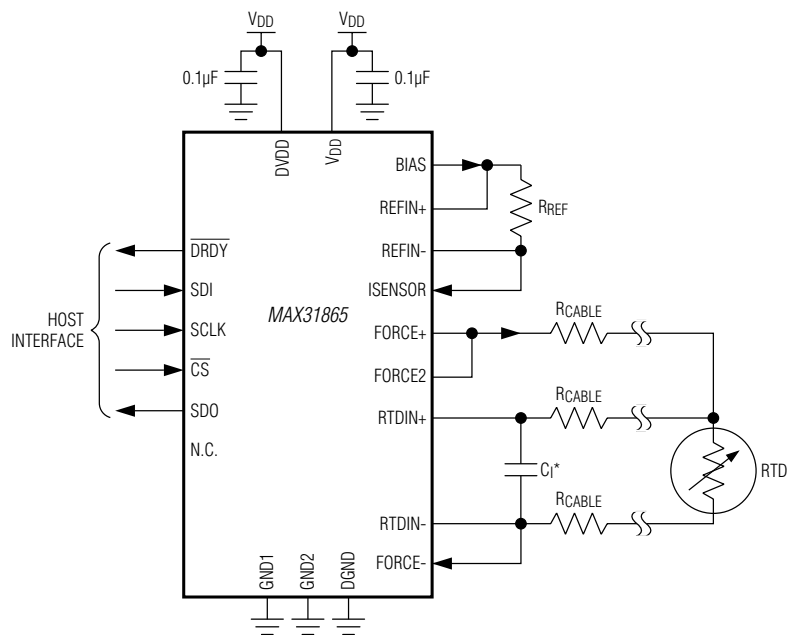 VDD VDD
0.1µF 0.1µF
DVDD VDD
BIAS
REFIN+
RREF
DRDY REFIN-
SDI ISENSOR
HOST INTERFACE
MAX31865
RCABLE
SCLK FORCE+
CS FORCE2
RCABLE
SDO RTDIN+
N.C.
CI*
RTD
RCABLE
RTDIN-
FORCE-
GND1 GND2 DGND